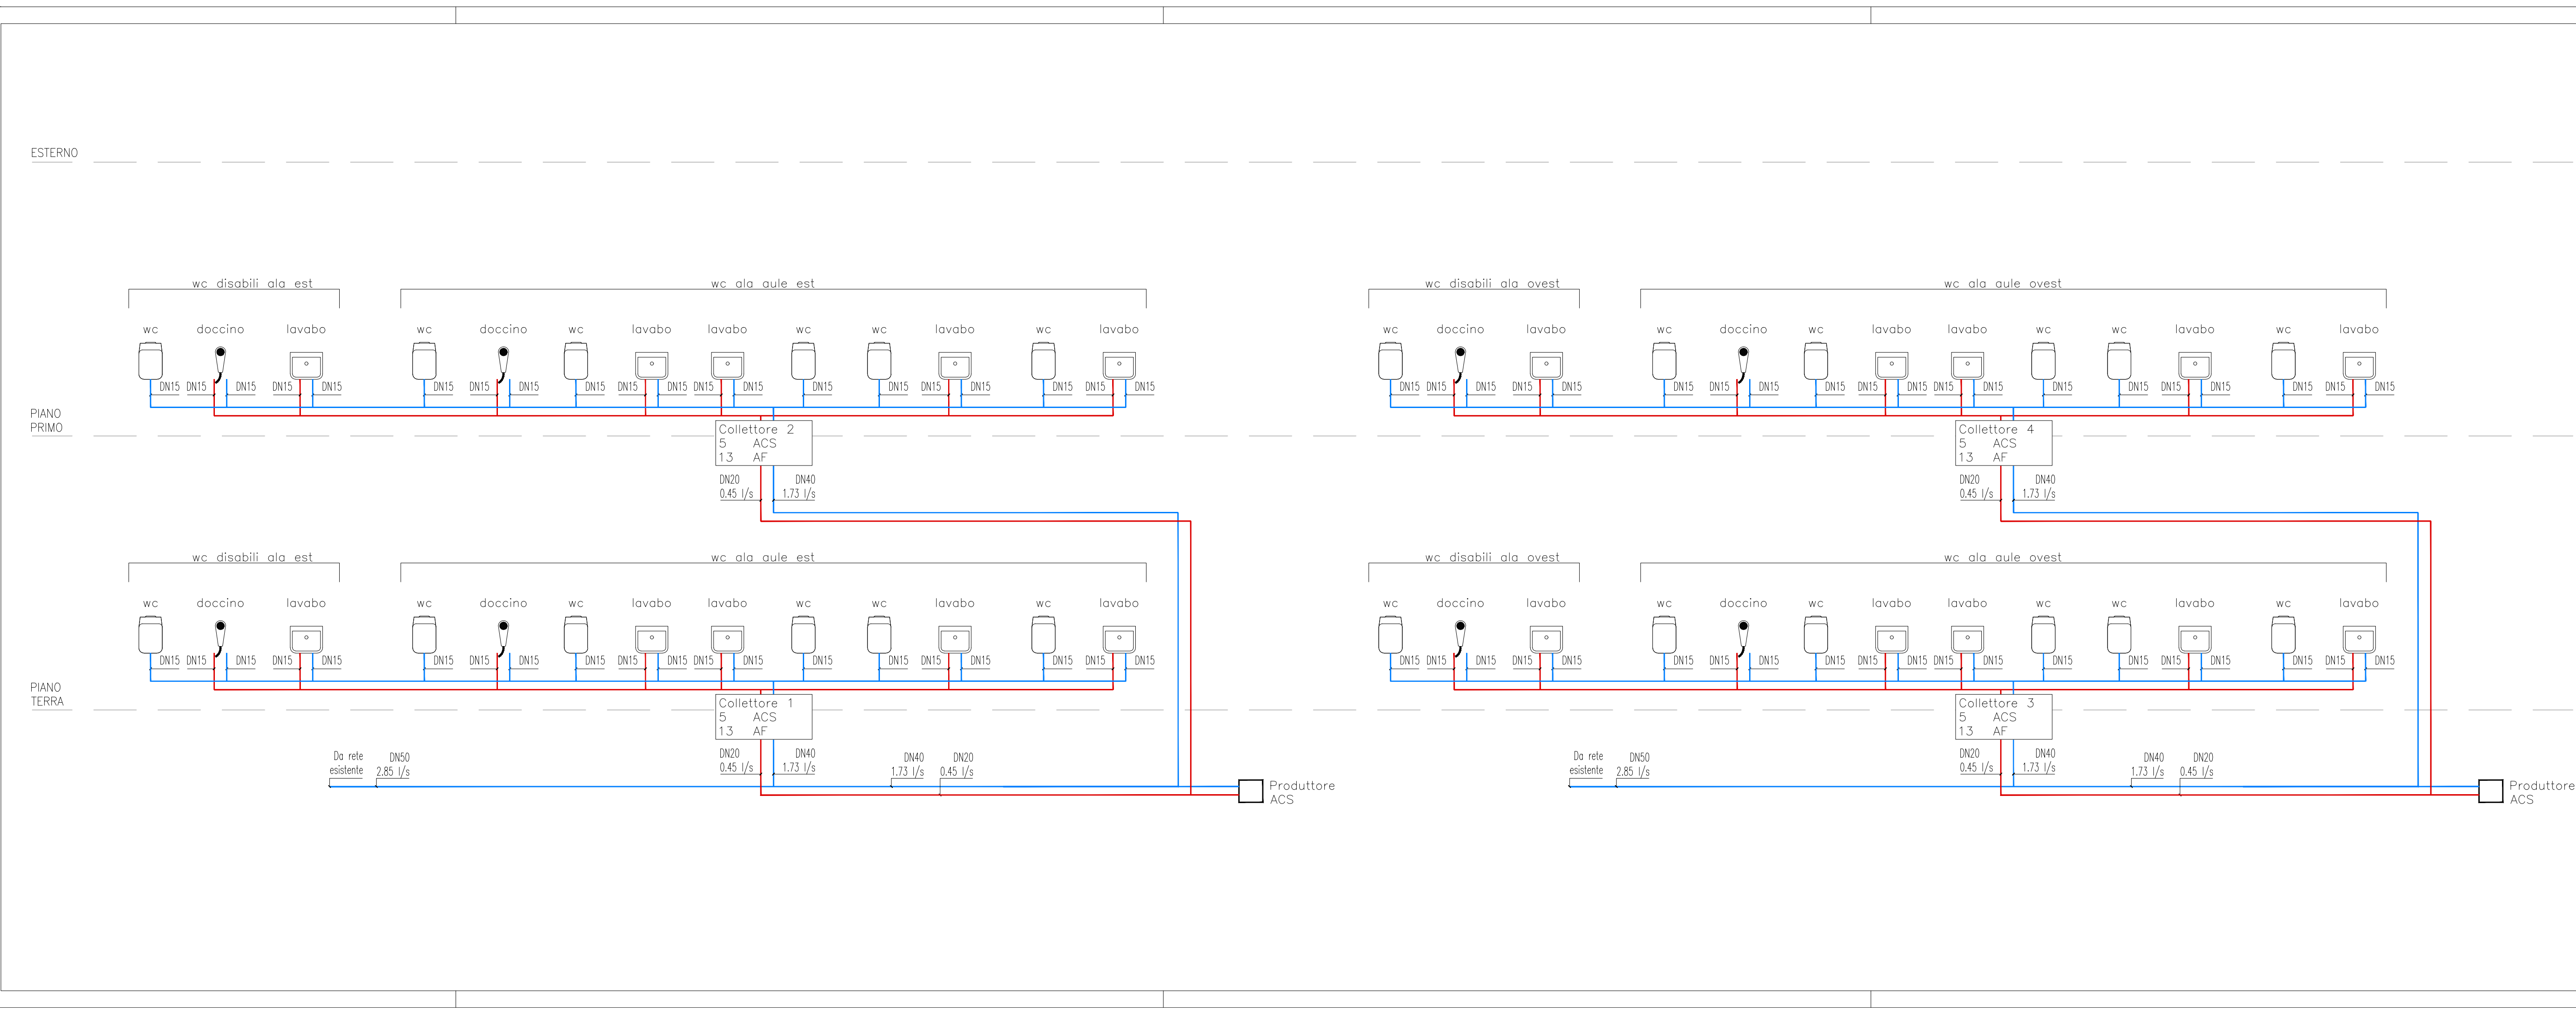 ESTERNO
wc disabili ala est
wc ala aule est
wc disabili ala ovest
wc ala aule ovest
wc doccino lavabo wc doccino wc lavabo lavabo wc wc lavabo wc lavabo
wc doccino lavabo wc doccino wc lavabo lavabo wc wc lavabo wc lavabo
DN15 DN15 DN15 DN15 DN15 DN15 DN15 DN15 DN15 DN15 DN15 DN15 DN15 DN15 DN15 DN15 DN15 DN15 DN15 DN15
DN15 DN15 DN15 DN15 DN15 DN15 DN15 DN15 DN15 DN15 DN15 DN15 DN15 DN15 DN15 DN15 DN15 DN15 DN15 DN15
PIANO
PRIMO
Collettore 2
5 ACS
13 AF
DN20 DN40
0.45 l/s 1.73 l/s
Collettore 4
5 ACS
13 AF
DN20 DN40
0.45 l/s 1.73 l/s
wc disabili ala est
wc ala aule est
wc disabili ala ovest
wc ala aule ovest
wc doccino lavabo wc doccino wc lavabo lavabo wc wc lavabo wc lavabo
wc doccino lavabo wc doccino wc lavabo lavabo wc wc lavabo wc lavabo
DN15 DN15 DN15 DN15 DN15 DN15 DN15 DN15 DN15 DN15 DN15 DN15 DN15 DN15 DN15 DN15 DN15 DN15 DN15 DN15
DN15 DN15 DN15 DN15 DN15 DN15 DN15 DN15 DN15 DN15 DN15 DN15 DN15 DN15 DN15 DN15 DN15 DN15 DN15 DN15
PIANO
TERRA
Collettore 1
5 ACS
13 AF
DN20 DN40
0.45 l/s 1.73 l/s
Da rete
esistente
DN50
2.85 l/s
DN40
1.73 l/s
DN20
0.45 l/s
Produttore
ACS
Collettore 3
5 ACS
13 AF
DN20 DN40
0.45 l/s 1.73 l/s
Da rete
esistente
DN50
2.85 l/s
DN40
1.73 l/s
DN20
0.45 l/s
Produttore
ACS